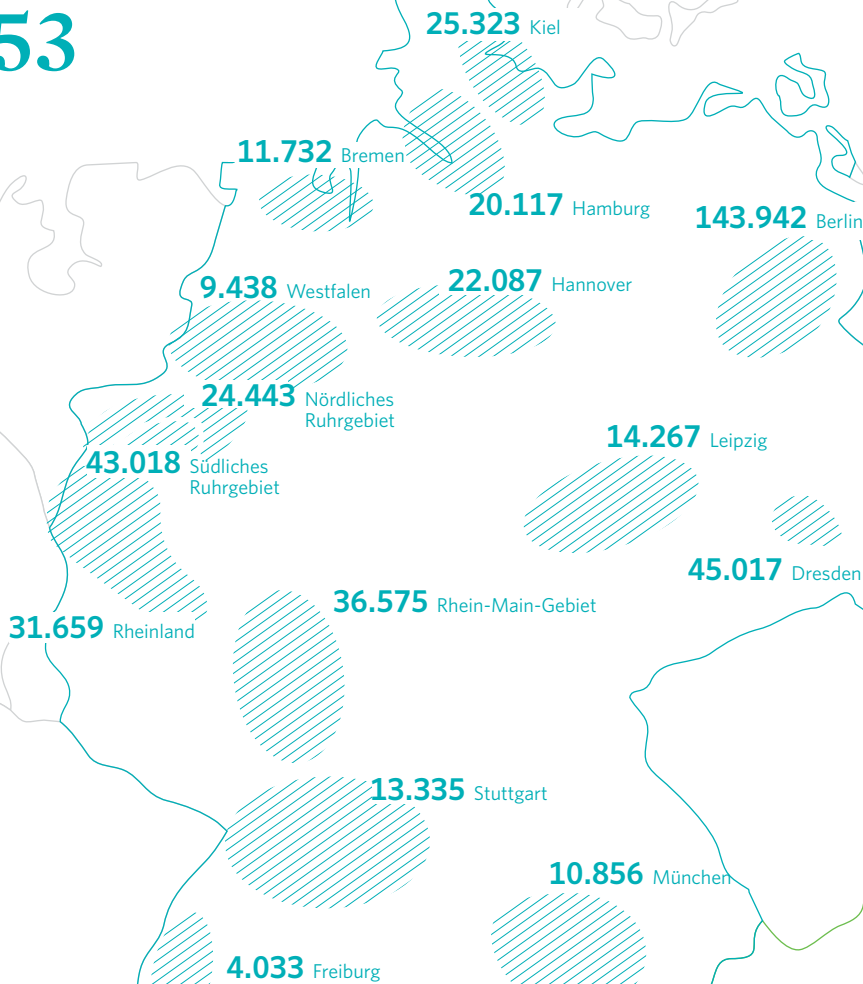 53
25.323 Kiel
11.732 Bremen
20.117 Hamburg
143.942 Berlin
9.438 Westfalen
22.087 Hannover
24.443 Nördliches
Ruhrgebiet
14.267 Leipzig
43.018 Südliches
Ruhrgebiet
45.017 Dresden
36.575 Rhein-Main-Gebiet
31.659 Rheinland
13.335 Stuttgart
10.856 München
4.033 Freiburg